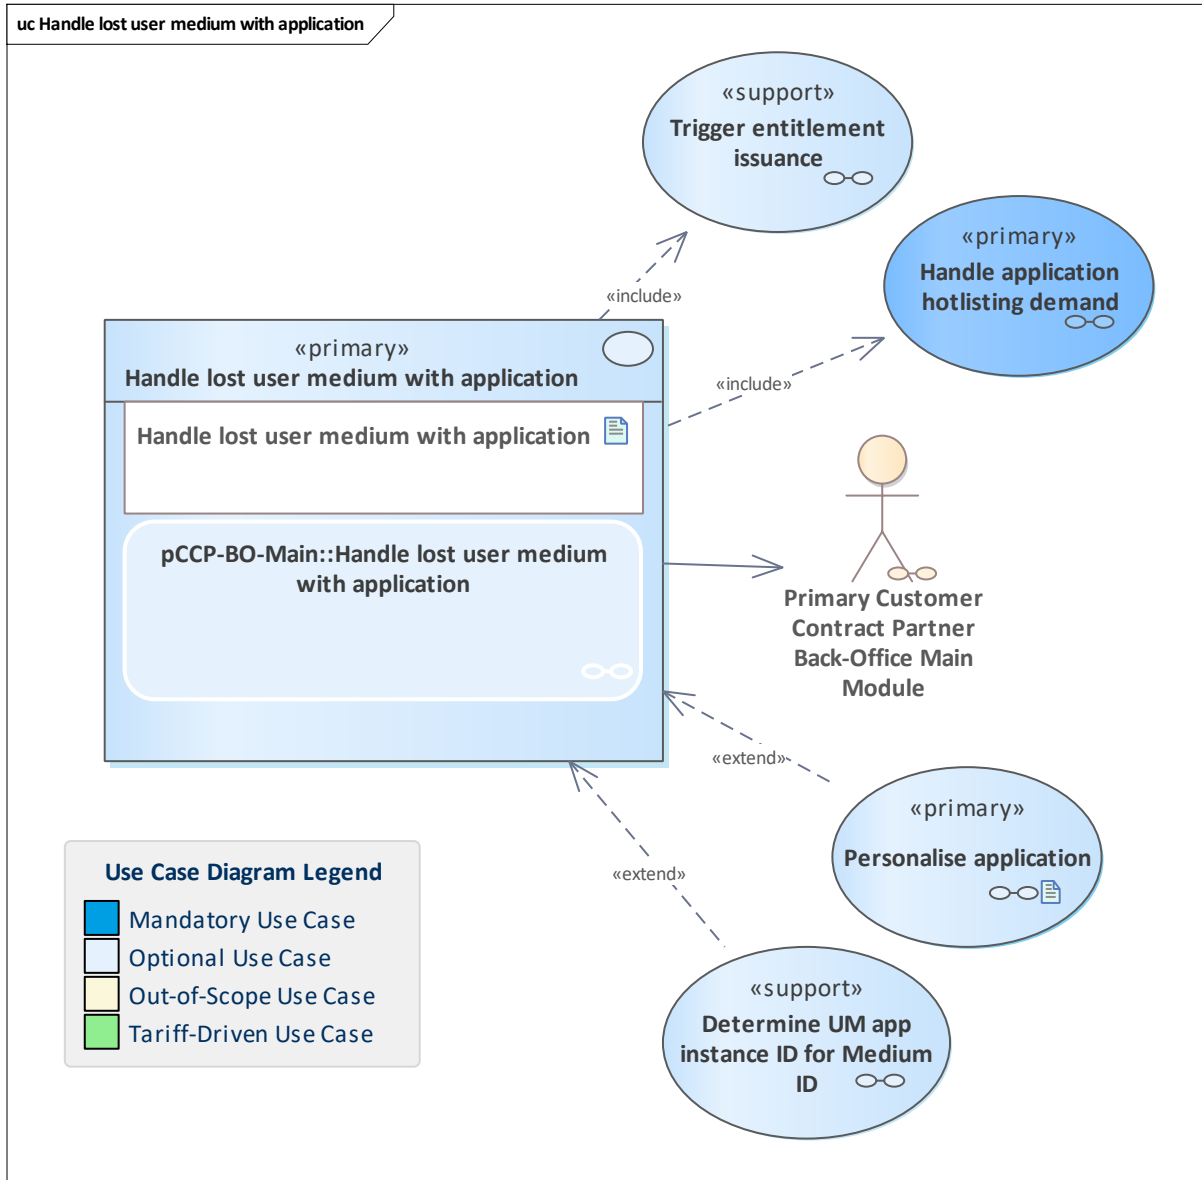 uc Handle lost user medium with application
«support»
Trigger entitlement
issuance
«primary»
Handle application
hotlisting demand
«include»
«primary»
Handle lost user medium with application
«include»
Handle lost user medium with application
pCCP-BO-Main::Handle lost user medium
with application
Primary Customer
Contract Partner
Back-Office Main
Module
«extend»
«primary»
Personalise application
«extend»
Use Case Diagram Legend
Mandatory Use Case
Optional Use Case
Out-of-Scope Use Case
Tariff-Driven Use Case
«support»
Determine UM app
instance ID for Medium
ID